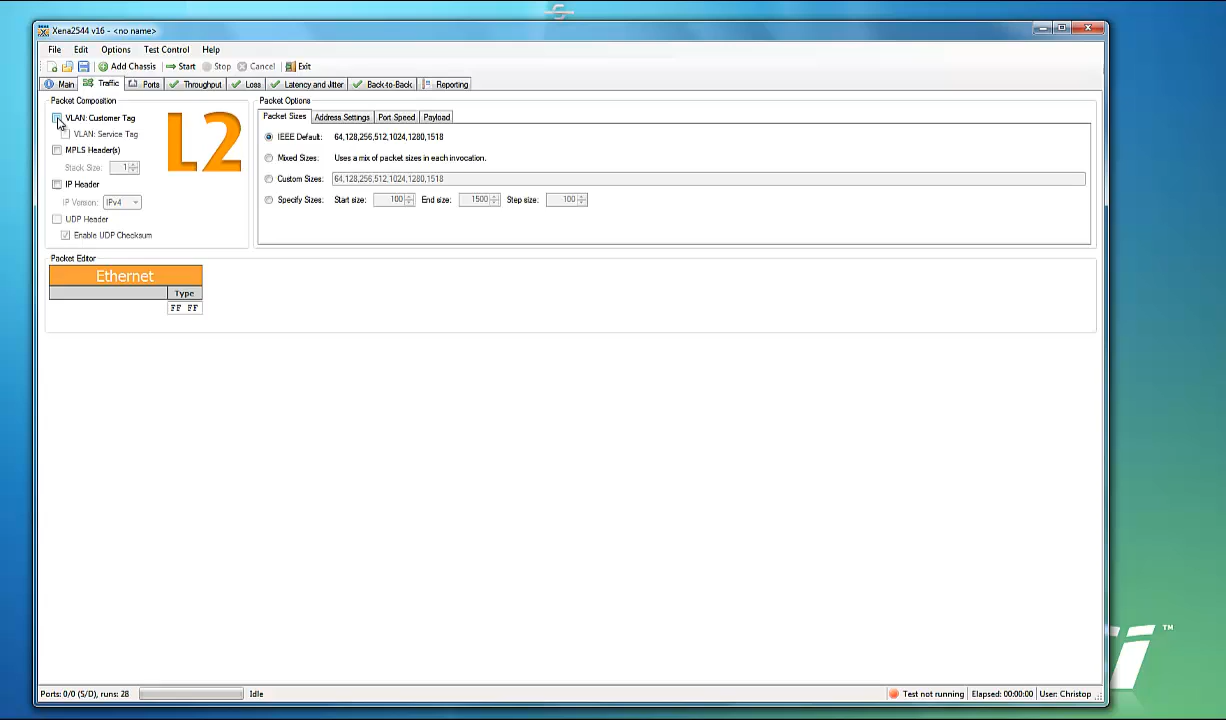 Xena2544 v16 - <no name>
File Edit Options Test Control Help
Add Chassis Start Stop Cancel Exit
Main Traffic Ports Throughput Loss Latency and Jitter Back-to-Back Reporting
Packet Composition
VLAN: Customer Tag
VLAN: Service Tag
MPLS Header(s)
Stack Size: 1
IP Header
IP Version: IPv4
UDP Header
Enable UDP Checksum
L2
Packet Options
Packet Sizes Address Settings Port Speed Payload
IEEE Default: 64,128,256,512,1024,1280,1518
Mixed Sizes: Uses a mix of packet sizes in each invocation.
Custom Sizes: 64,128,256,512,1024,1280,1518
Specify Sizes: Start size: 100 End size: 1500 Step size: 100
Packet Editor
Ethernet
Type
FF FF
TM
Ports: 0/0 (S/D), runs: 28 Idle Test not running Elapsed: 00:00:00 User: Christop